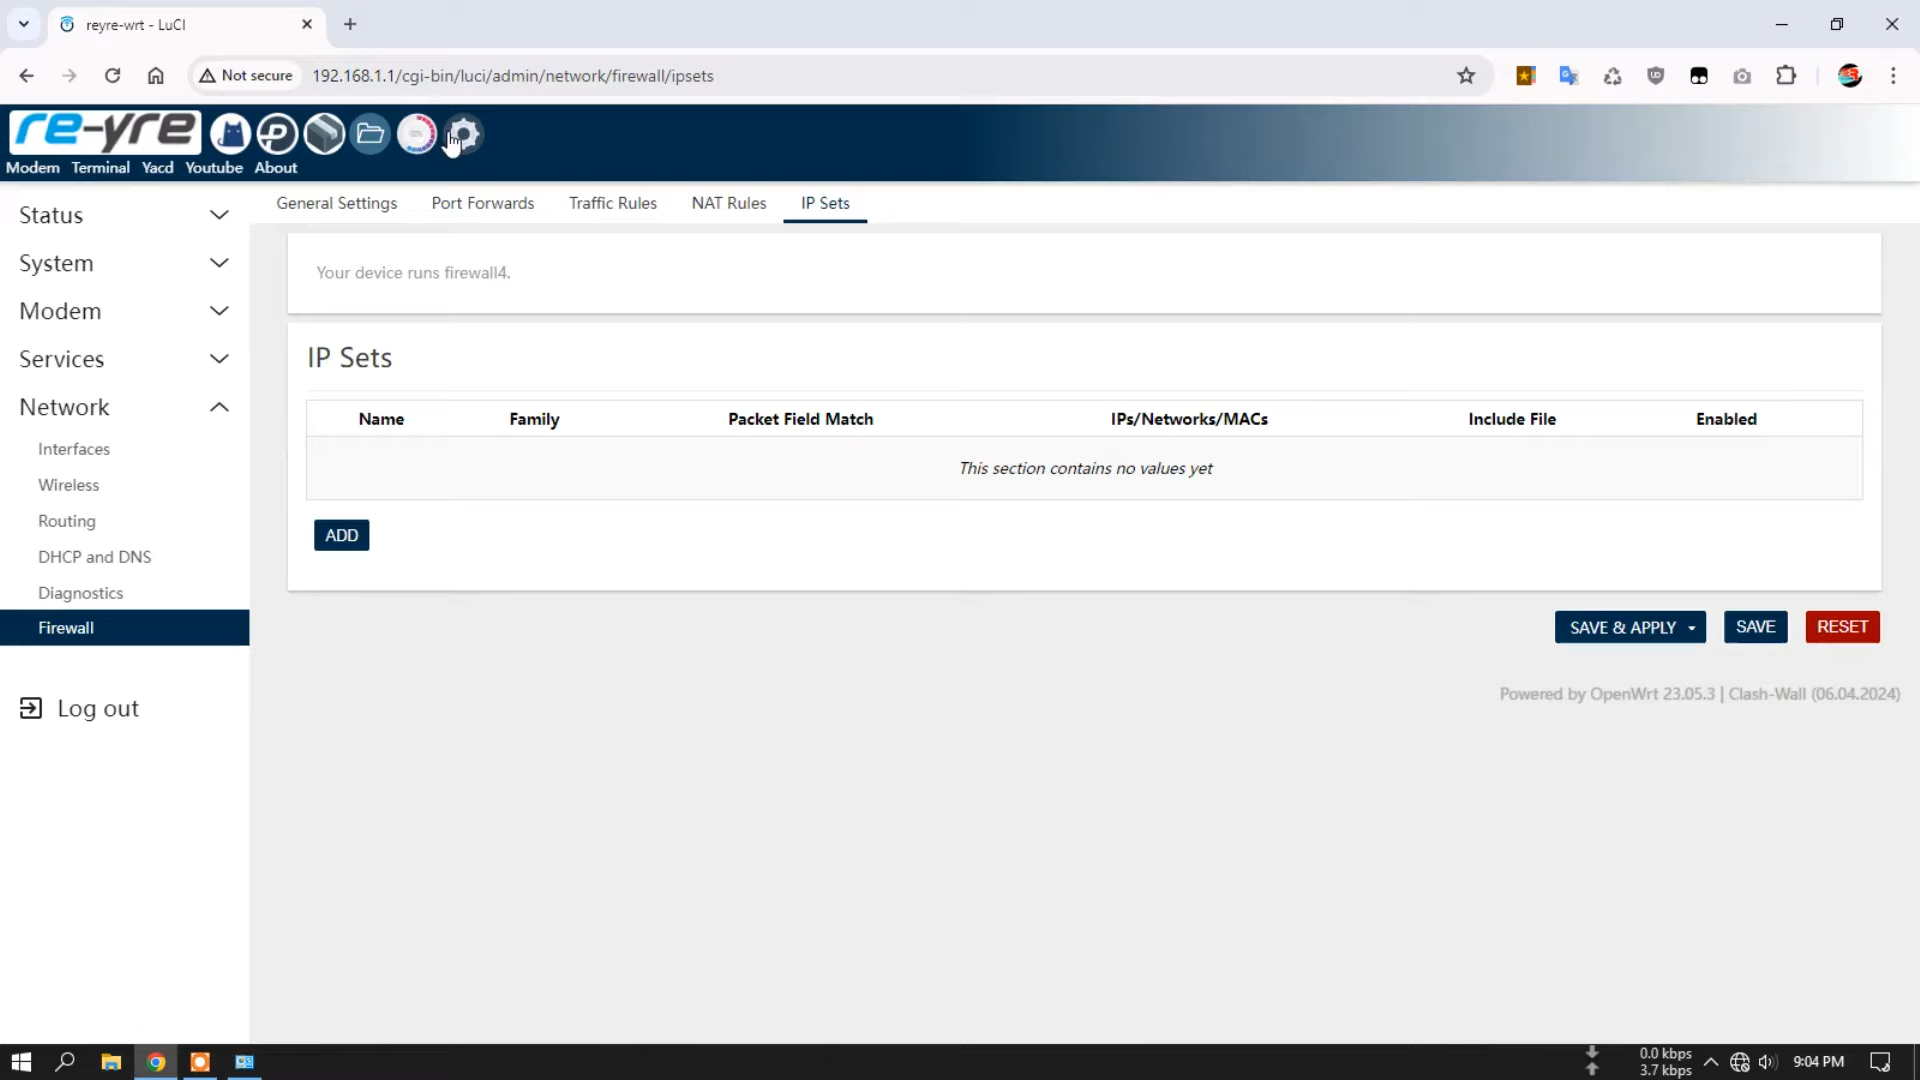 reyre-wrt - LuCI
Not secure
192.168.1.1/cgi-bin/luci/admin/network/firewall/ipsets
re-yre
Modem Terminal Yacd Youtube About
Status
System
Modem
Services
Network
Interfaces
Wireless
Routing
DHCP and DNS
Diagnostics
Firewall
Log out
General Settings Port Forwards Traffic Rules NAT Rules IP Sets
Your device runs firewall4.
IP Sets
Name Family Packet Field Match IPs/Networks/MACs Include File Enabled
This section contains no values yet
ADD
SAVE & APPLY SAVE RESET
Powered by OpenWrt 23.05.3 | Clash-Wall (06.04.2024)
0.0 kbps
3.7 kbps
9:04 PM